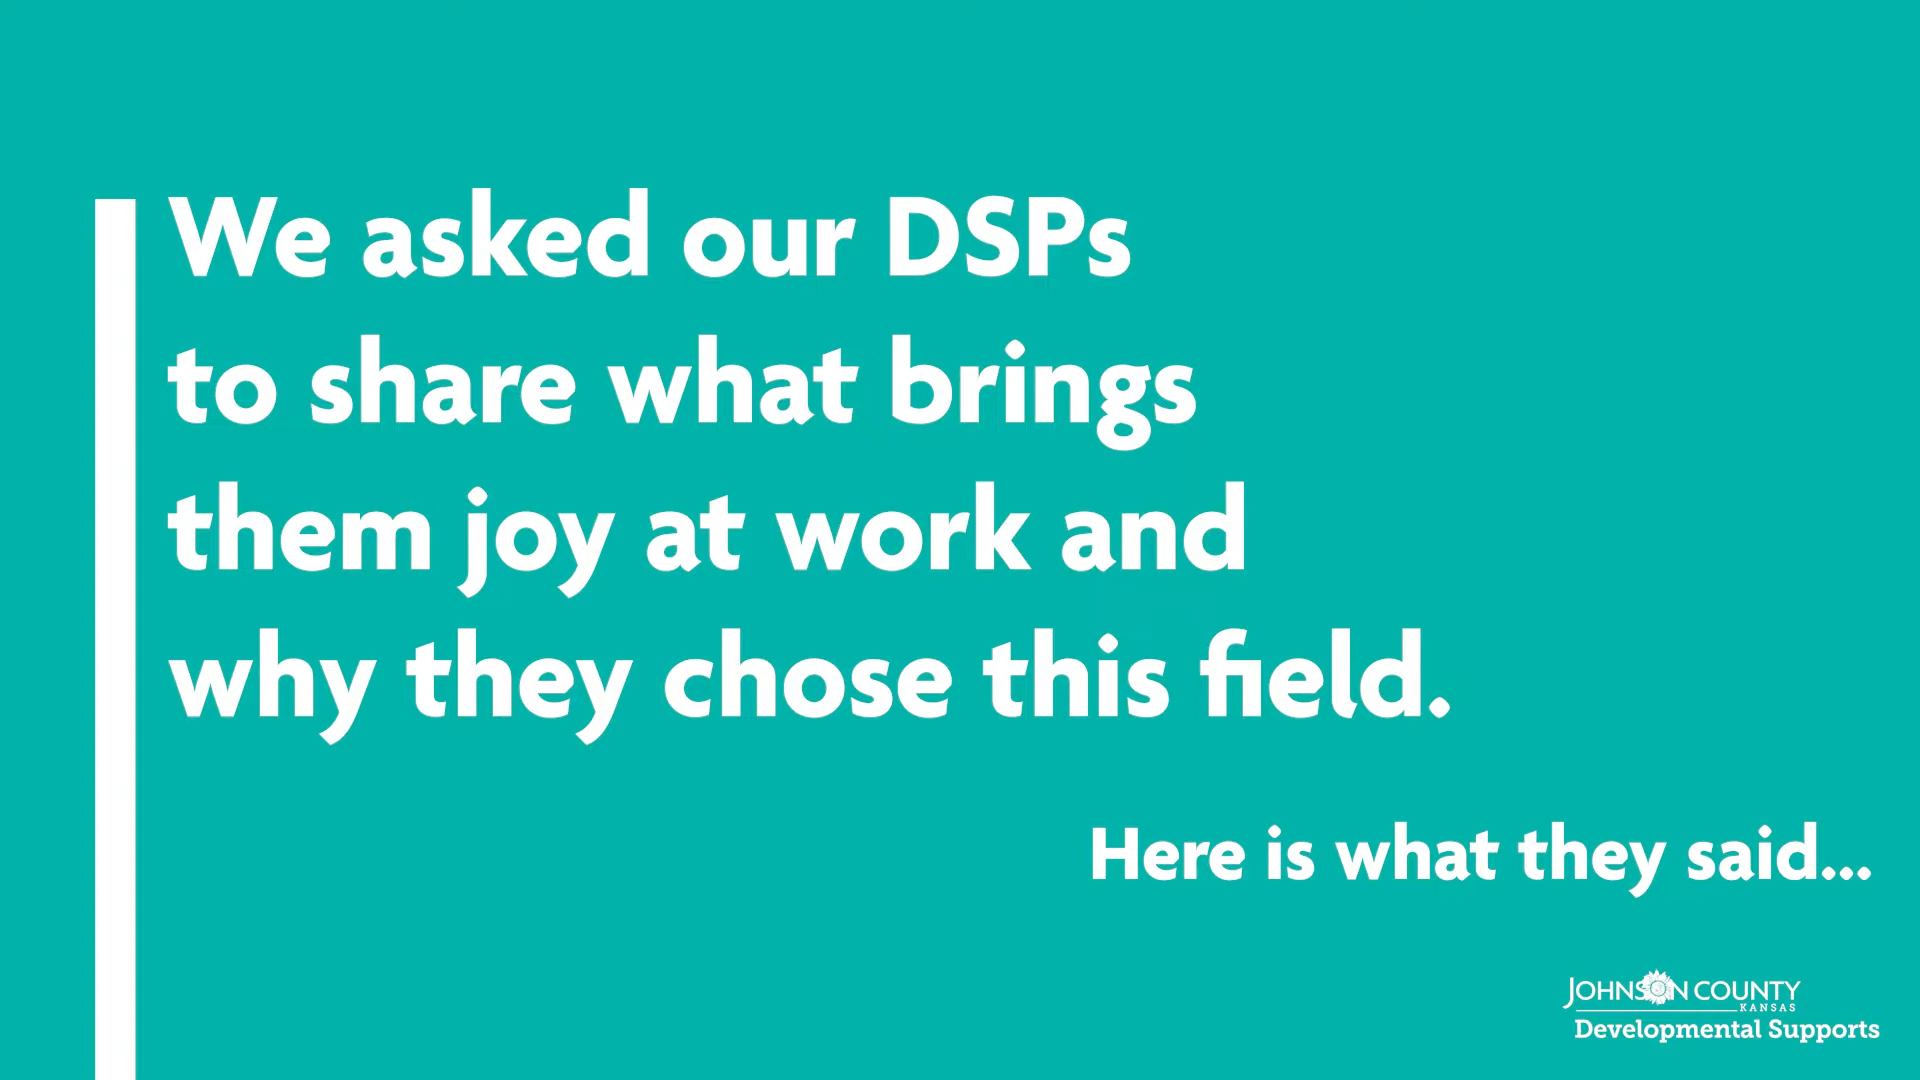 We asked our DSPs
to share what brings
them joy at work and
why they chose this field.
Here is what they said...
JOHNSON COUNTY
KANSAS
Developmental Supports